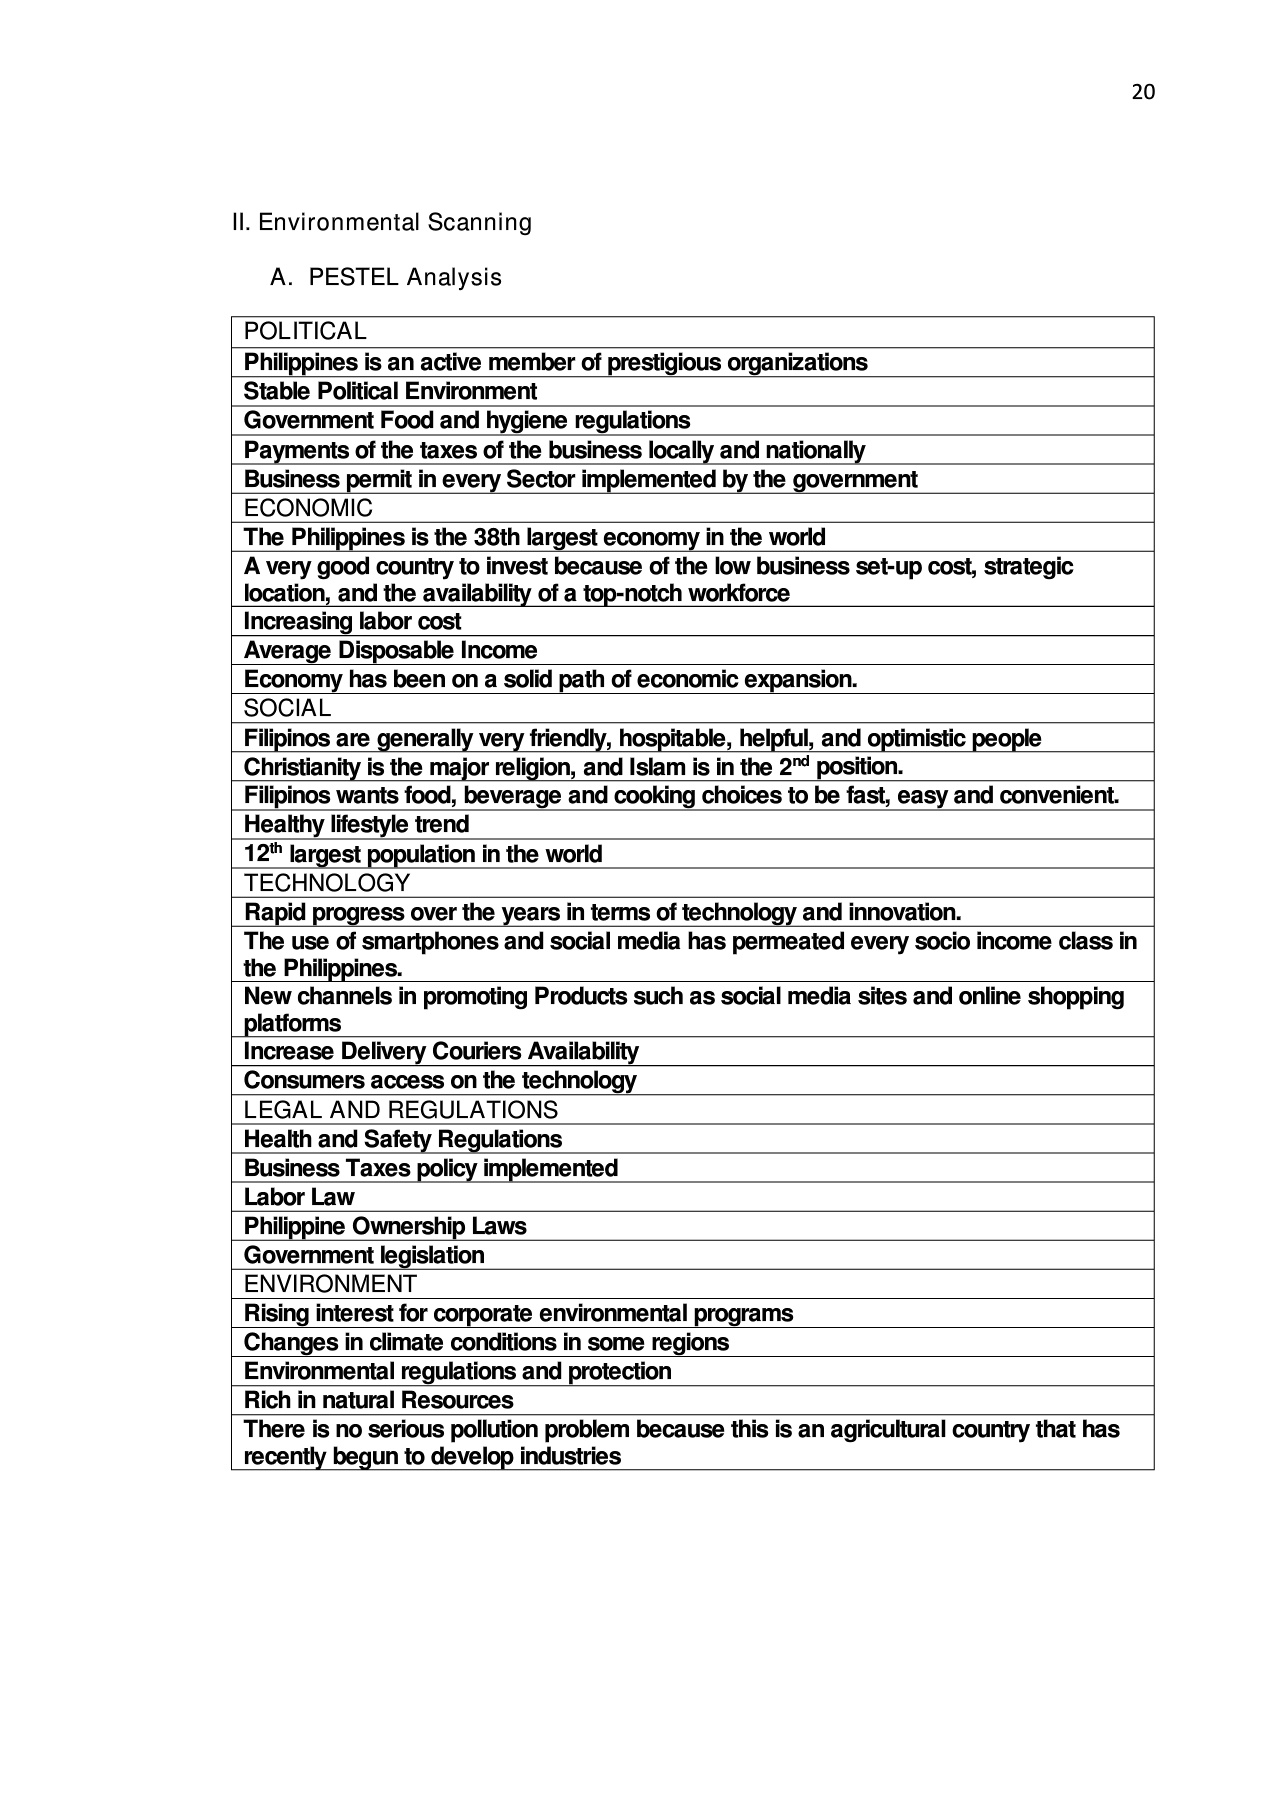 20
II. Environmental Scanning
A. PESTEL Analysis
POLITICAL
Philippines is an active member of prestigious organizations
Stable Political Environment
Government Food and hygiene regulations
Payments of the taxes of the business locally and nationally
Business permit in every Sector implemented by the government
ECONOMIC
The Philippines is the 38th largest economy in the world
A very good country to invest because of the low business set-up cost, strategic
location, and the availability of a top-notch workforce
Increasing labor cost
Average Disposable Income
Economy has been on a solid path of economic expansion.
SOCIAL
Filipinos are generally very friendly, hospitable, helpful, and optimistic people
Christianity is the major religion, and Islam is in the 2nd position.
Filipinos wants food, beverage and cooking choices to be fast, easy and convenient.
Healthy lifestyle trend
12th largest population in the world
TECHNOLOGY
Rapid progress over the years in terms of technology and innovation.
The use of smartphones and social media has permeated every socio income class in
the Philippines.
New channels in promoting Products such as social media sites and online shopping
platforms
Increase Delivery Couriers Availability
Consumers access on the technology
LEGAL AND REGULATIONS
Health and Safety Regulations
Business Taxes policy implemented
Labor Law
Philippine Ownership Laws
Government legislation
ENVIRONMENT
Rising interest for corporate environmental programs
Changes in climate conditions in some regions
Environmental regulations and protection
Rich in natural Resources
There is no serious pollution problem because this is an agricultural country that has
recently begun to develop industries